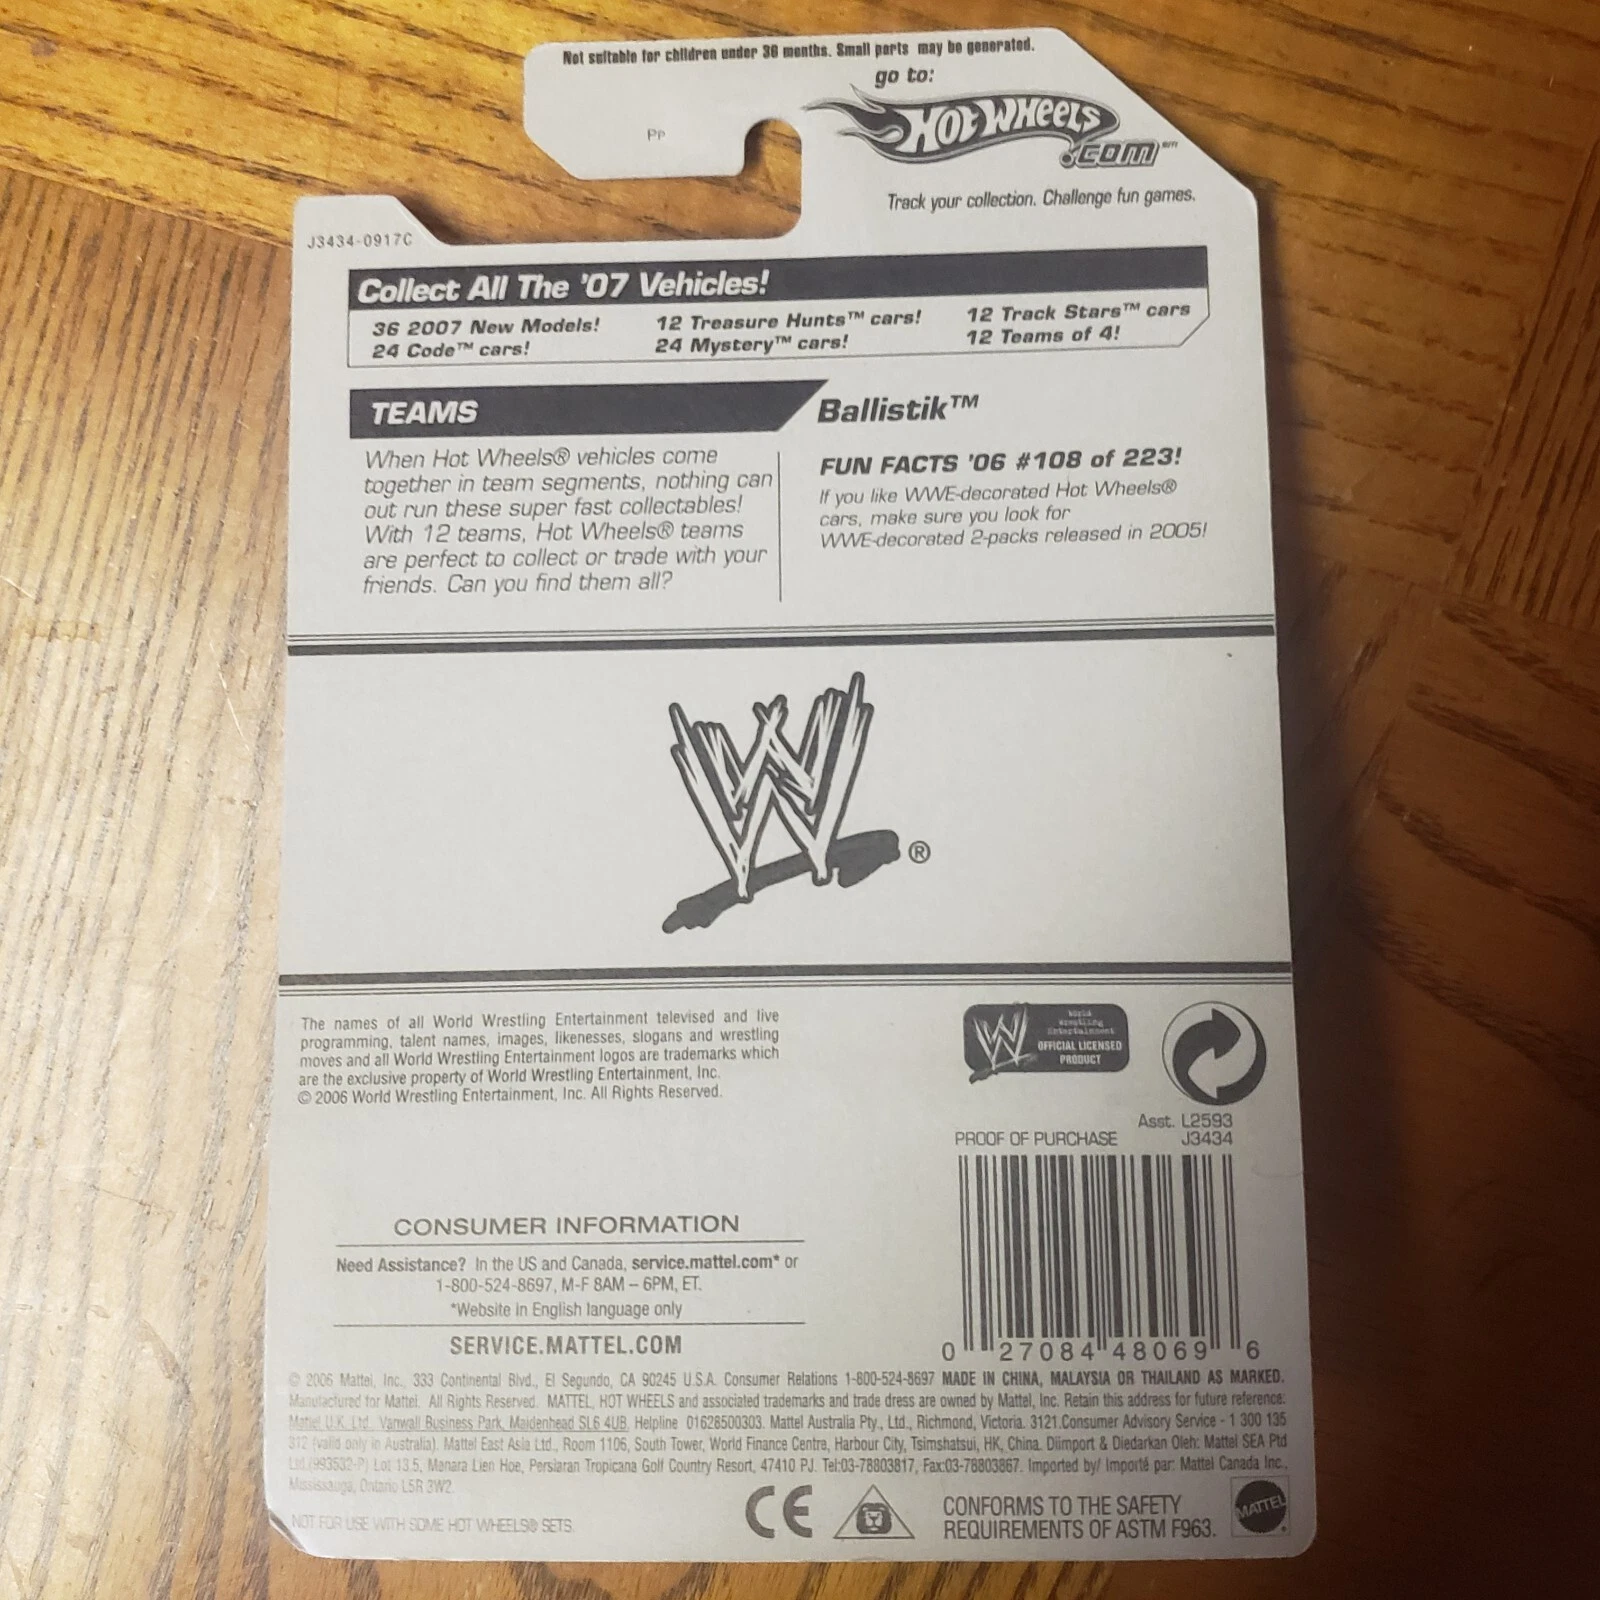 Not suitable for children under 36 months. Small parts may be generated.
go to:
Hot Wheels
.com℠
Pp
Track your collection. Challenge fun games.
J3434-0917C
Collect All The '07 Vehicles!
36 2007 New Models!
24 Code™ cars!
12 Treasure Hunts™ cars!
24 Mystery™ cars!
12 Track Stars™ cars
12 Teams of 4!
TEAMS
When Hot Wheels® vehicles come
together in team segments, nothing can
out run these super fast collectables!
With 12 teams, Hot Wheels® teams
are perfect to collect or trade with your
friends. Can you find them all?
Ballistik™
FUN FACTS '06 #108 of 223!
If you like WWE-decorated Hot Wheels®
cars, make sure you look for
WWE-decorated 2-packs released in 2005!
W®
The names of all World Wrestling Entertainment televised and live
programming, talent names, images, likenesses, slogans and wrestling
moves and all World Wrestling Entertainment logos are trademarks which
are the exclusive property of World Wrestling Entertainment, Inc.
© 2006 World Wrestling Entertainment, Inc. All Rights Reserved.
W
World
Wrestling
Entertainment
OFFICIAL LICENSED
PRODUCT
Asst. L2593
PROOF OF PURCHASE J3434
0 27084 48069 6
CONSUMER INFORMATION
Need Assistance? In the US and Canada, service.mattel.com* or
1-800-524-8697, M-F 8AM – 6PM, ET.
*Website in English language only
SERVICE.MATTEL.COM
© 2006 Mattel, Inc., 333 Continental Blvd., El Segundo, CA 90245 U.S.A. Consumer Relations 1-800-524-8697 MADE IN CHINA, MALAYSIA OR THAILAND AS MARKED.
Manufactured for Mattel. All Rights Reserved. MATTEL, HOT WHEELS and associated trademarks and trade dress are owned by Mattel, Inc. Retain this address for future reference:
Mattel U.K. Ltd. Vanwall Business Park, Maidenhead SL6 4UB. Helpline 01628500303. Mattel Australia Pty., Ltd., Richmond, Victoria. 3121.Consumer Advisory Service - 1 300 135
312 (valid only in Australia). Mattel East Asia Ltd., Room 1106, South Tower, World Finance Centre, Harbour City, Tsimshatsui, HK, China. Diimport & Diedarkan Oleh: Mattel SEA Ptd
Ltd.(993532-P) Lot 13.5, Menara Lien Hoe, Persiaran Tropicana Golf Country Resort, 47410 PJ. Tel:03-78803817, Fax:03-78803867. Imported by/ Importé par: Mattel Canada Inc.,
Mississauga, Ontario L5R 3W2.
NOT FOR USE WITH SOME HOT WHEELS® SETS.
CE
CONFORMS TO THE SAFETY
REQUIREMENTS OF ASTM F963.
MATTEL